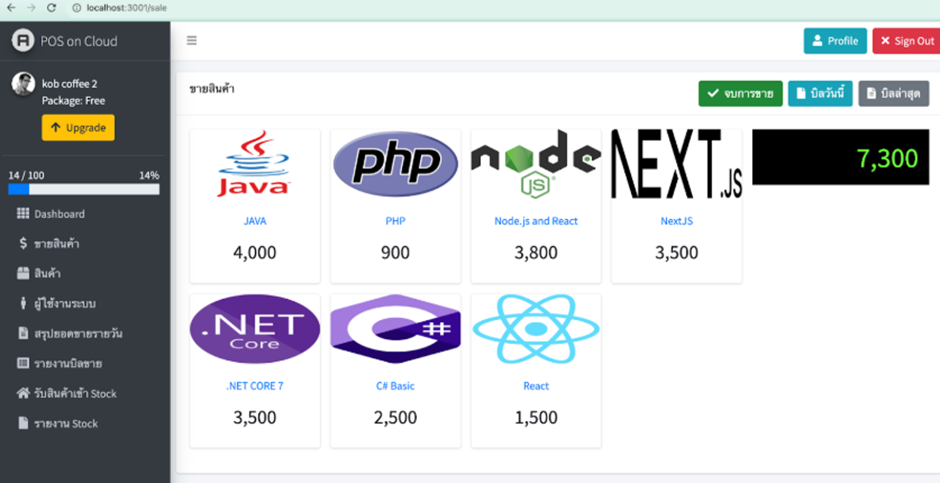 localhost:3001/sale
POS on Cloud
Profile
Sign Out
kob coffee 2
Package: Free
Upgrade
14 / 100 14%
Dashboard
ขายสินค้า
สินค้า
ผู้ใช้งานระบบ
สรุปยอดขายรายวัน
รายงานบิลขาย
รับสินค้าเข้า Stock
รายงาน Stock
ขายสินค้า
จบการขาย
บิลวันนี้
บิลล่าสุด
Java
php
node
JS
NEXT.JS
7,300
JAVA
PHP
Node.js and React
NextJS
4,000
900
3,800
3,500
.NET
Core
C#
.NET CORE 7
C# Basic
React
3,500
2,500
1,500